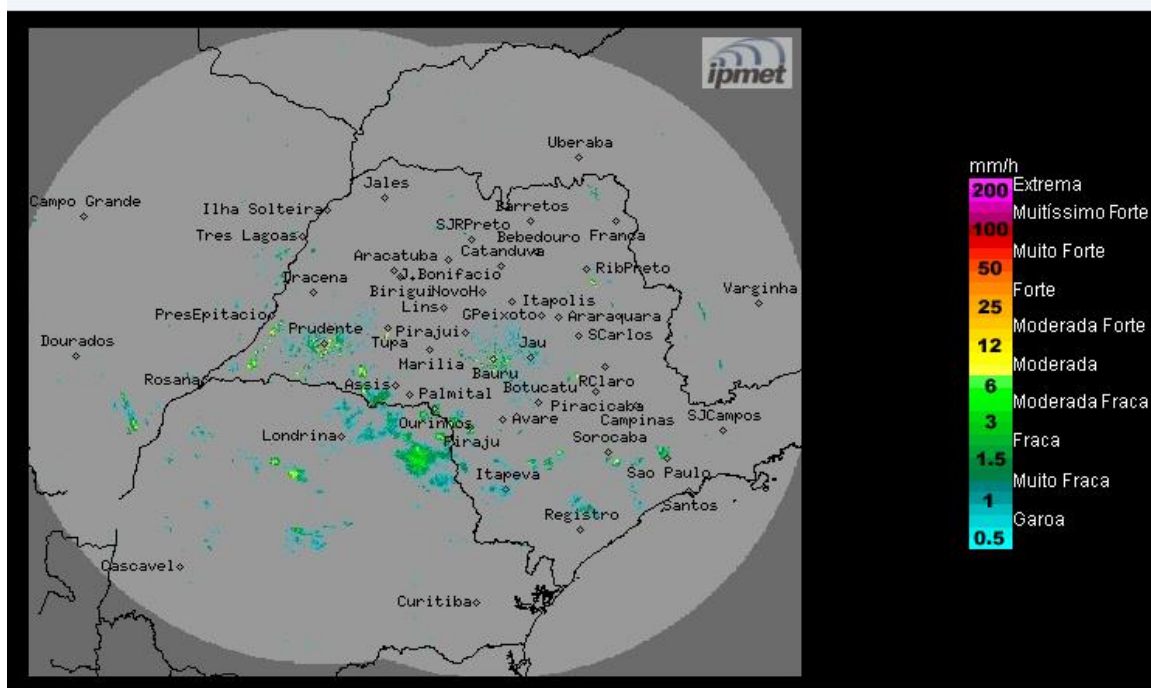 ipmet
Uberaba
Jales
Campo Grande
Ilha Solteira
Barretos
SJRPreto
Tres Lagoas
Bebedouro
Franca
Aracatuba
Catanduva
J.Bonifacio
RibPreto
Dracena
Birigui
NovoH
Varginha
Lins
Itapolis
PresEpitacio
GPeixoto
Araraquara
Prudente
Pirajui
SCarlos
Dourados
Tupa
Jau
Marilia
Bauru
Rosana
Assis
Botucatu
RClaro
Palmital
Piracicaba
Ourinhos
Avare
Campinas
SJCampos
Londrina
Piraju
Sorocaba
Itapeva
Sao Paulo
Registro
Santos
Cascavel
Curitiba
mm/h
200 Extrema
Muitíssimo Forte
100
Muito Forte
50
Forte
25
Moderada Forte
12
Moderada
6
Moderada Fraca
3
Fraca
1.5
Muito Fraca
1
Garoa
0.5